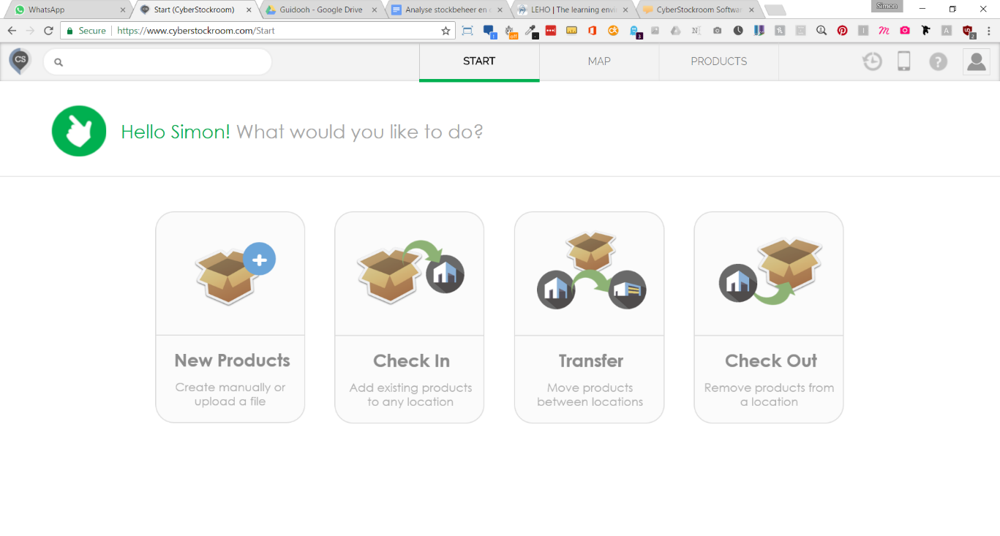 WhatsApp
Start (CyberStockroom)
Guidooh - Google Drive
Analyse stockbeheer en
LEHO | The learning envi
CyberStockroom Softwar
Simon
Secure
https://www.cyberstockroom.com/Start
off
3
2
CS
START
MAP
PRODUCTS
Hello Simon! What would you like to do?
New Products
Create manually or
upload a file
Check In
Add existing products
to any location
Transfer
Move products
between locations
Check Out
Remove products from
a location